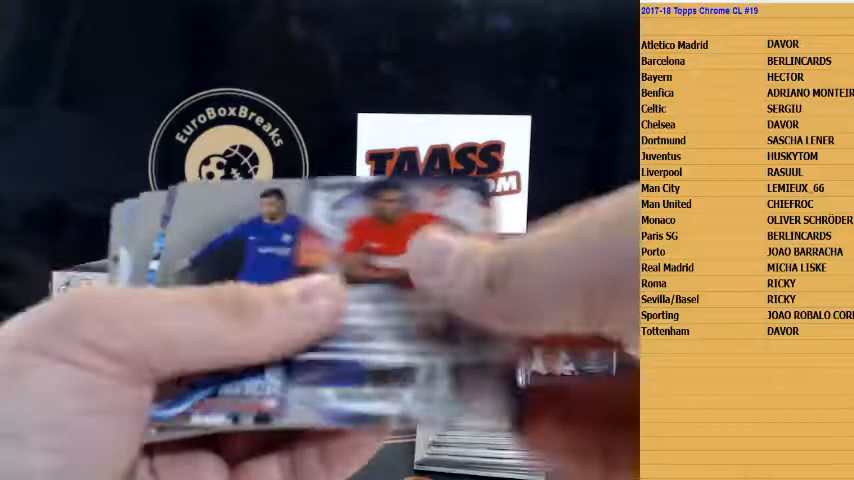 2017-18 Topps Chrome CL #19
Atletico Madrid DAVOR
Barcelona BERLINCARDS
Bayern HECTOR
Benfica ADRIANO MONTEIR
Celtic SERGIU
Chelsea DAVOR
Dortmund SASCHA LENER
Juventus HUSKYTOM
Liverpool RASUUL
Man City LEMIEUX_66
Man United CHIEFROC
Monaco OLIVER SCHRÖDER
Paris SG BERLINCARDS
Porto JOAO BARRACHA
Real Madrid MICHA LISKE
Roma RICKY
Sevilla/Basel RICKY
Sporting JOAO ROBALO COR
Tottenham DAVOR
EuroBoxBreaks
TAASS
OM